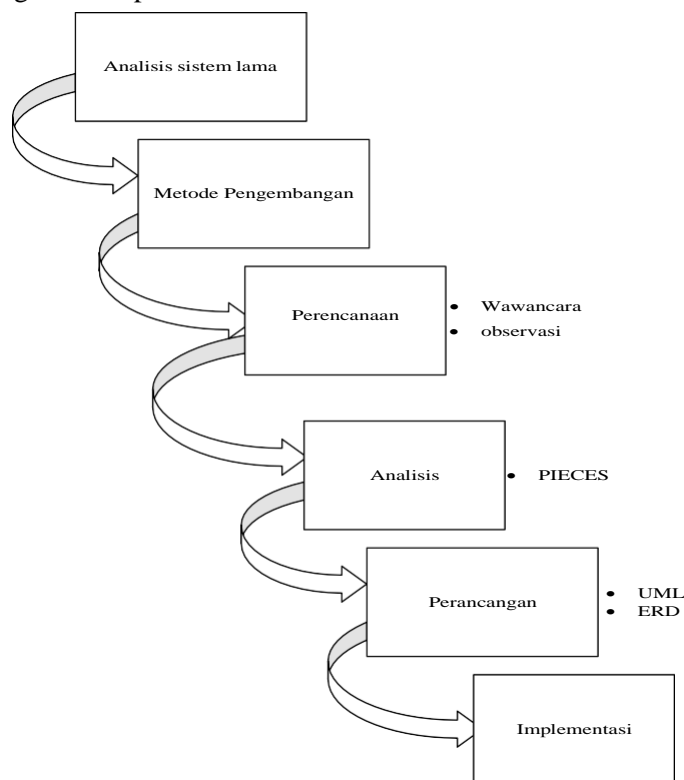 Analisis sistem lama
Metode Pengembangan
Perencanaan
• Wawancara
• observasi
Analisis
• PIECES
Perancangan
• UML
• ERD
Implementasi